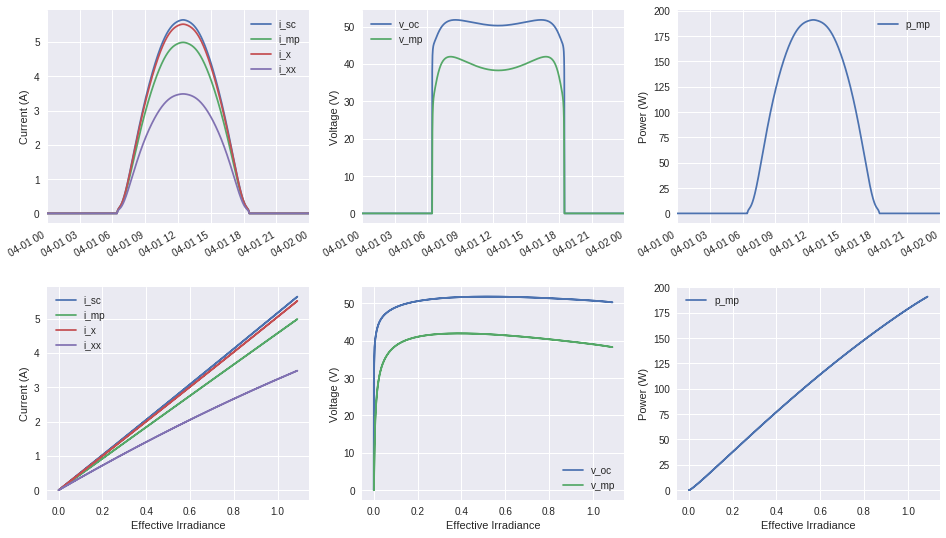 Current (A)
5
4
3
2
1
0
i_sc
i_mp
i_x
i_xx
04-01 00
04-01 03
04-01 06
04-01 09
04-01 12
04-01 15
04-01 18
04-01 21
04-02 00
Voltage (V)
50
40
30
20
10
0
v_oc
v_mp
04-01 00
04-01 03
04-01 06
04-01 09
04-01 12
04-01 15
04-01 18
04-01 21
04-02 00
Power (W)
200
175
150
125
100
75
50
25
0
p_mp
04-01 00
04-01 03
04-01 06
04-01 09
04-01 12
04-01 15
04-01 18
04-01 21
04-02 00
Current (A)
5
4
3
2
1
0
i_sc
i_mp
i_x
i_xx
0.0 0.2 0.4 0.6 0.8 1.0
Effective Irradiance
Voltage (V)
50
40
30
20
10
0
v_oc
v_mp
0.0 0.2 0.4 0.6 0.8 1.0
Effective Irradiance
Power (W)
200
175
150
125
100
75
50
25
0
p_mp
0.0 0.2 0.4 0.6 0.8 1.0
Effective Irradiance